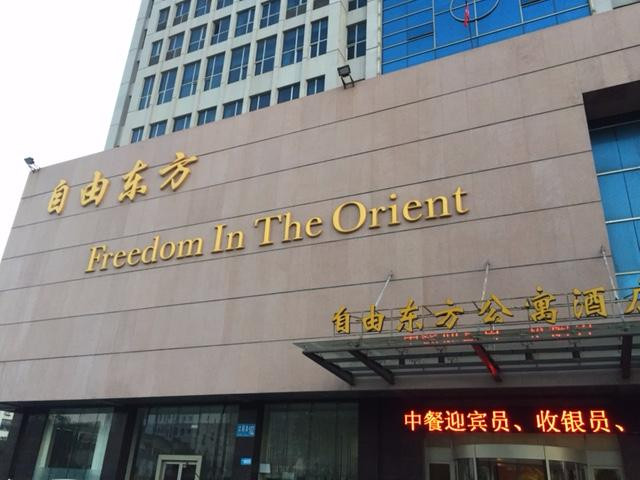 自由东方
Freedom In The Orient
自由东方公寓酒店
中餐迎宾员、收银员、